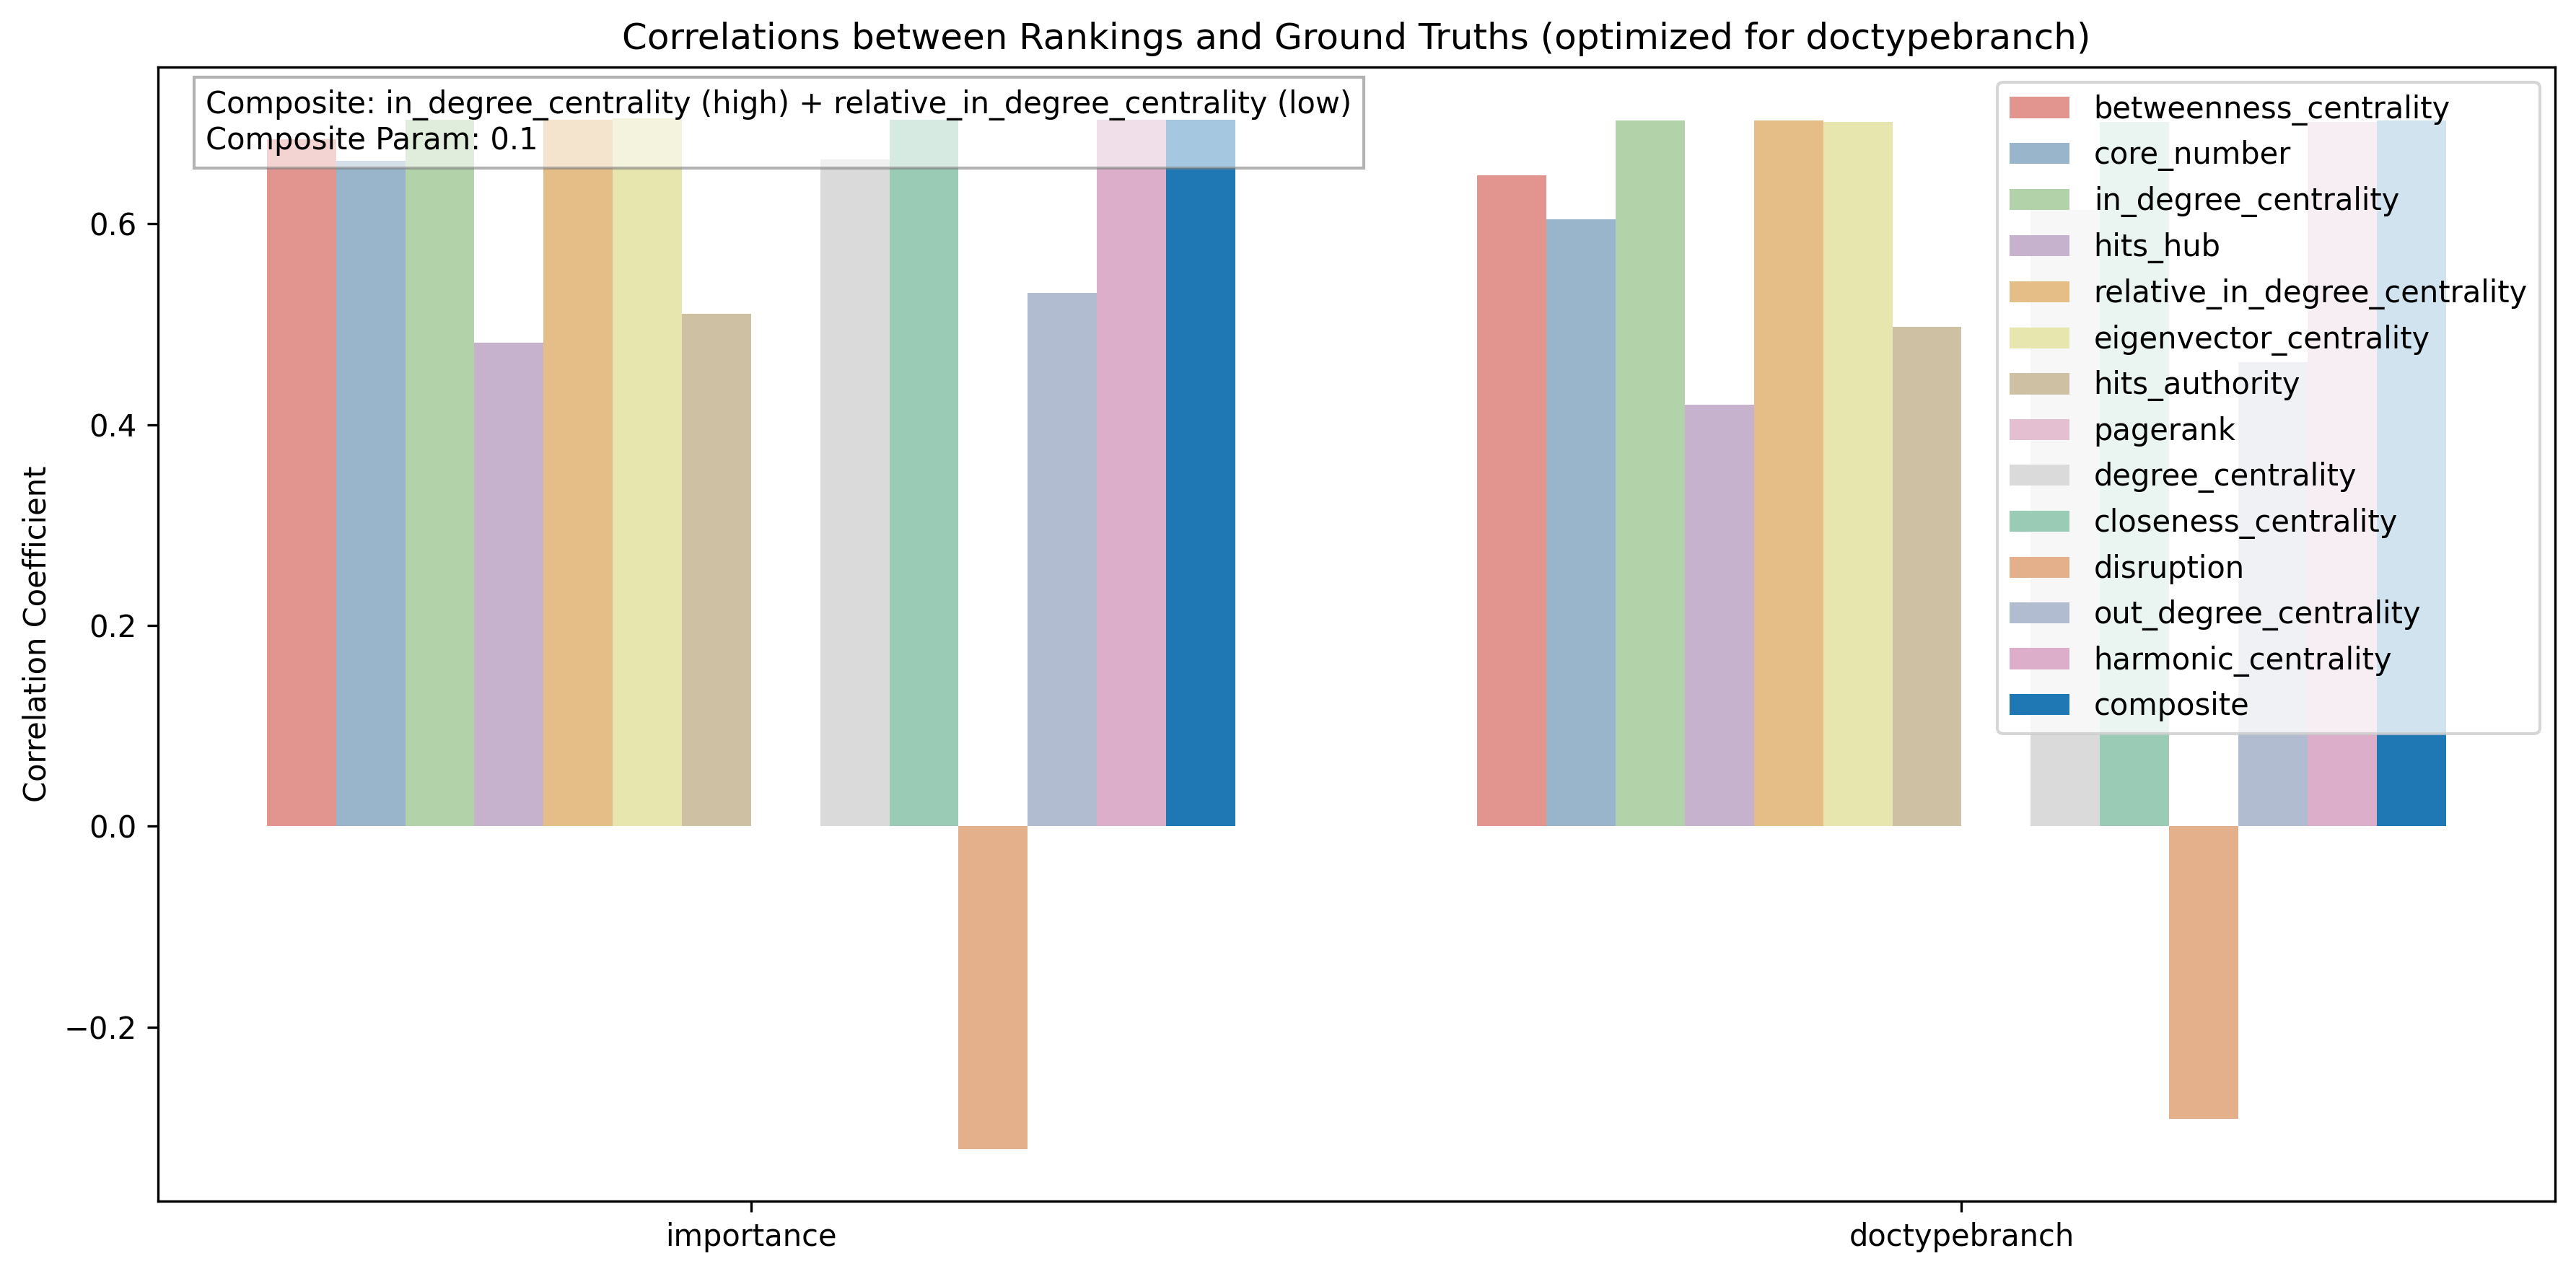 Correlations between Rankings and Ground Truths (optimized for doctypebranch)
Composite: in_degree_centrality (high) + relative_in_degree_centrality (low)
Composite Param: 0.1
betweenness_centrality
core_number
in_degree_centrality
hits_hub
relative_in_degree_centrality
eigenvector_centrality
hits_authority
pagerank
degree_centrality
closeness_centrality
disruption
out_degree_centrality
harmonic_centrality
composite
Correlation Coefficient
0.6
0.4
0.2
0.0
−0.2
importance
doctypebranch